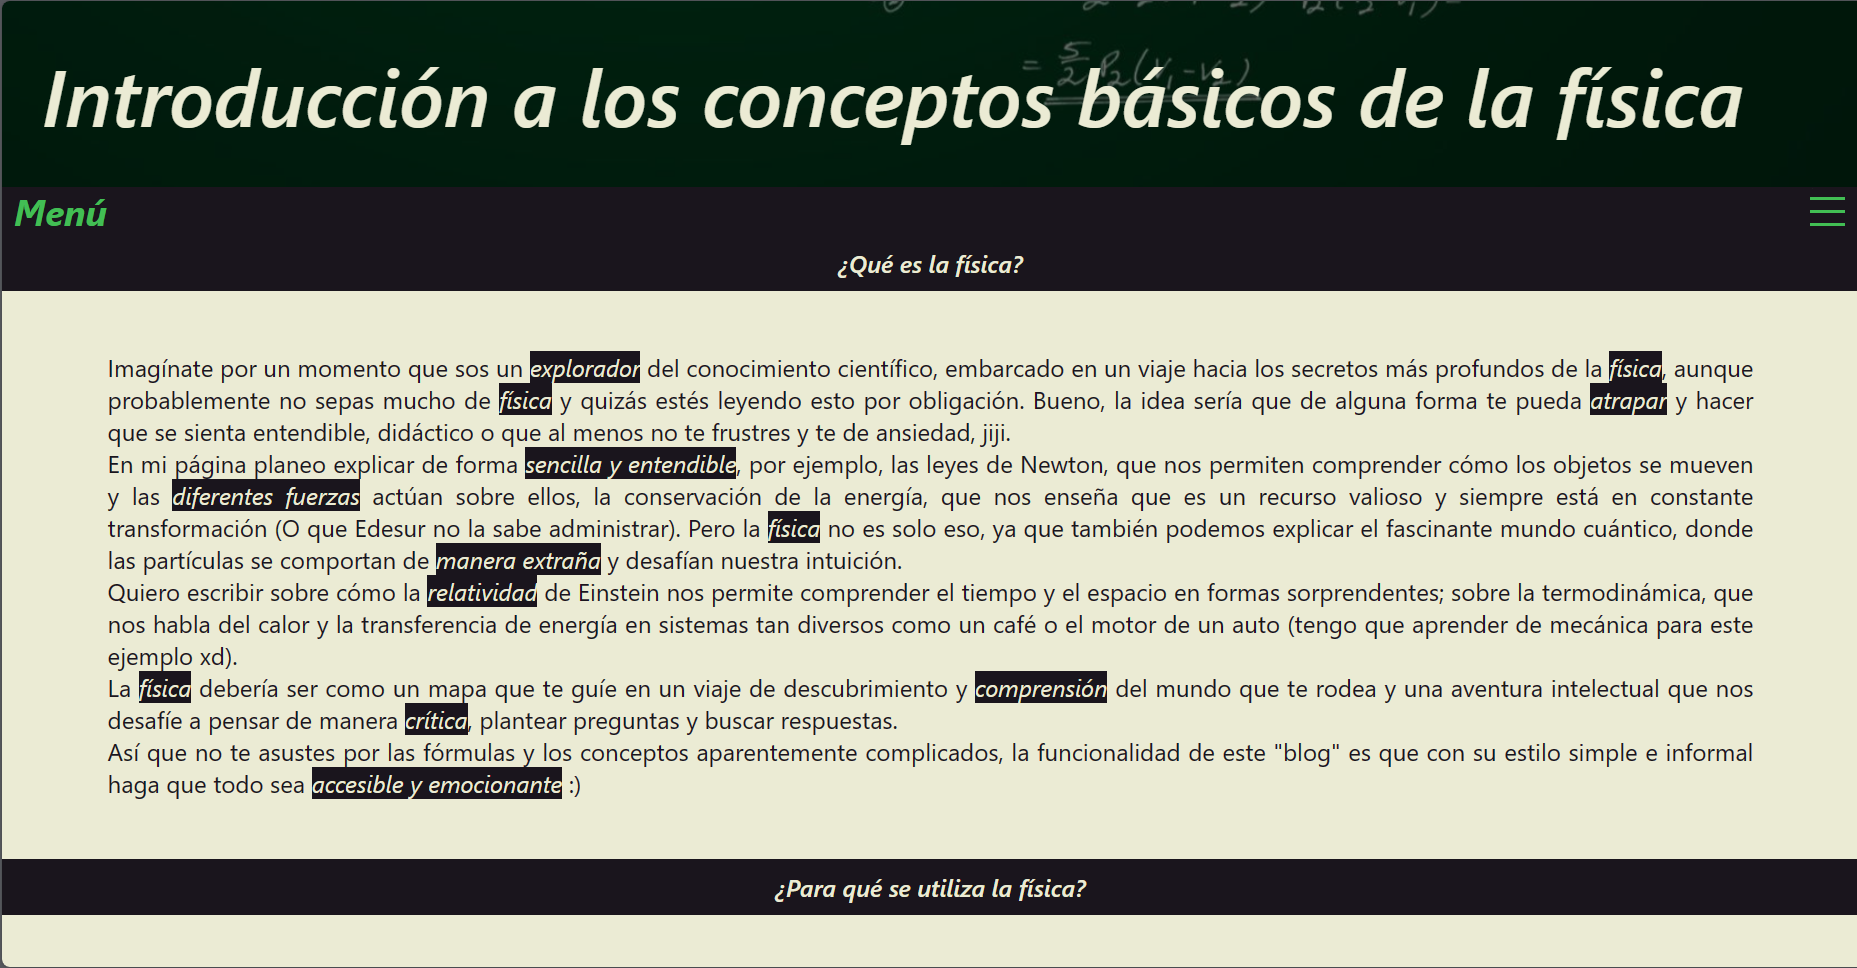 = 5/2 P₂(V₁-V₂)
Introducción a los conceptos básicos de la física
Menú
¿Qué es la física?
Imagínate por un momento que sos un explorador del conocimiento científico, embarcado en un viaje hacia los secretos más profundos de la física, aunque
probablemente no sepas mucho de física y quizás estés leyendo esto por obligación. Bueno, la idea sería que de alguna forma te pueda atrapar y hacer
que se sienta entendible, didáctico o que al menos no te frustres y te de ansiedad, jiji.
En mi página planeo explicar de forma sencilla y entendible, por ejemplo, las leyes de Newton, que nos permiten comprender cómo los objetos se mueven
y las diferentes fuerzas actúan sobre ellos, la conservación de la energía, que nos enseña que es un recurso valioso y siempre está en constante
transformación (O que Edesur no la sabe administrar). Pero la física no es solo eso, ya que también podemos explicar el fascinante mundo cuántico, donde
las partículas se comportan de manera extraña y desafían nuestra intuición.
Quiero escribir sobre cómo la relatividad de Einstein nos permite comprender el tiempo y el espacio en formas sorprendentes; sobre la termodinámica, que
nos habla del calor y la transferencia de energía en sistemas tan diversos como un café o el motor de un auto (tengo que aprender de mecánica para este
ejemplo xd).
La física debería ser como un mapa que te guíe en un viaje de descubrimiento y comprensión del mundo que te rodea y una aventura intelectual que nos
desafíe a pensar de manera crítica, plantear preguntas y buscar respuestas.
Así que no te asustes por las fórmulas y los conceptos aparentemente complicados, la funcionalidad de este "blog" es que con su estilo simple e informal
haga que todo sea accesible y emocionante :)
¿Para qué se utiliza la física?